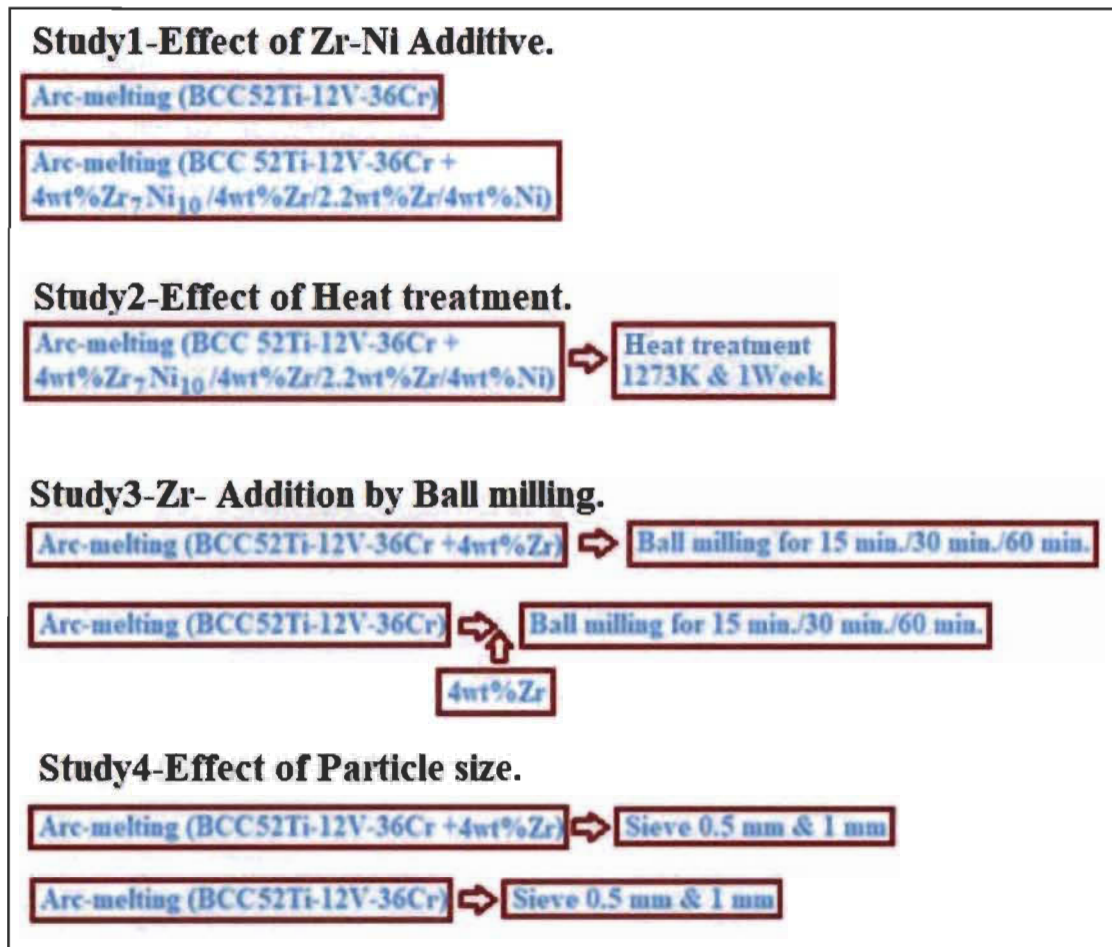 Study1-Effect of Zr-Ni Additive.
Arc-melting (BCC52Ti-12V-36Cr)
Arc-melting (BCC 52Ti-12V-36Cr +
4wt%Zr₇Ni₁₀/4wt%Zr/2.2wt%Zr/4wt%Ni)
Study2-Effect of Heat treatment.
Arc-melting (BCC 52Ti-12V-36Cr +
4wt%Zr₇Ni₁₀/4wt%Zr/2.2wt%Zr/4wt%Ni)
Heat treatment
1273K & 1Week
Study3-Zr- Addition by Ball milling.
Arc-melting (BCC52Ti-12V-36Cr +4wt%Zr)
Ball milling for 15 min./30 min./60 min.
Arc-melting (BCC52Ti-12V-36Cr)
Ball milling for 15 min./30 min./60 min.
4wt%Zr
Study4-Effect of Particle size.
Arc-melting (BCC52Ti-12V-36Cr +4wt%Zr)
Sieve 0.5 mm & 1 mm
Arc-melting (BCC52Ti-12V-36Cr)
Sieve 0.5 mm & 1 mm